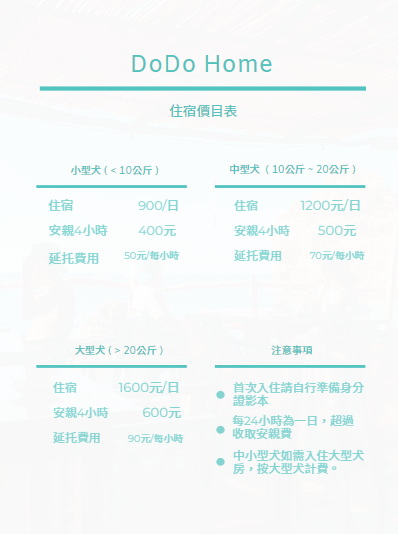 DoDo Home
住宿價目表
小型犬 ( < 10公斤 )
住宿 900/日
安親4小時 400元
延托費用 50元/每小時
中型犬 ( 10公斤 ~ 20公斤 )
住宿 1200元/日
安親4小時 500元
延托費用 70元/每小時
大型犬 ( > 20公斤 )
住宿 1600元/日
安親4小時 600元
延托費用 90元/每小時
注意事項
首次入住請自行準備身分
證影本
每24小時為一日，超過
收取安親費
中小型犬如需入住大型犬
房，按大型犬計費。